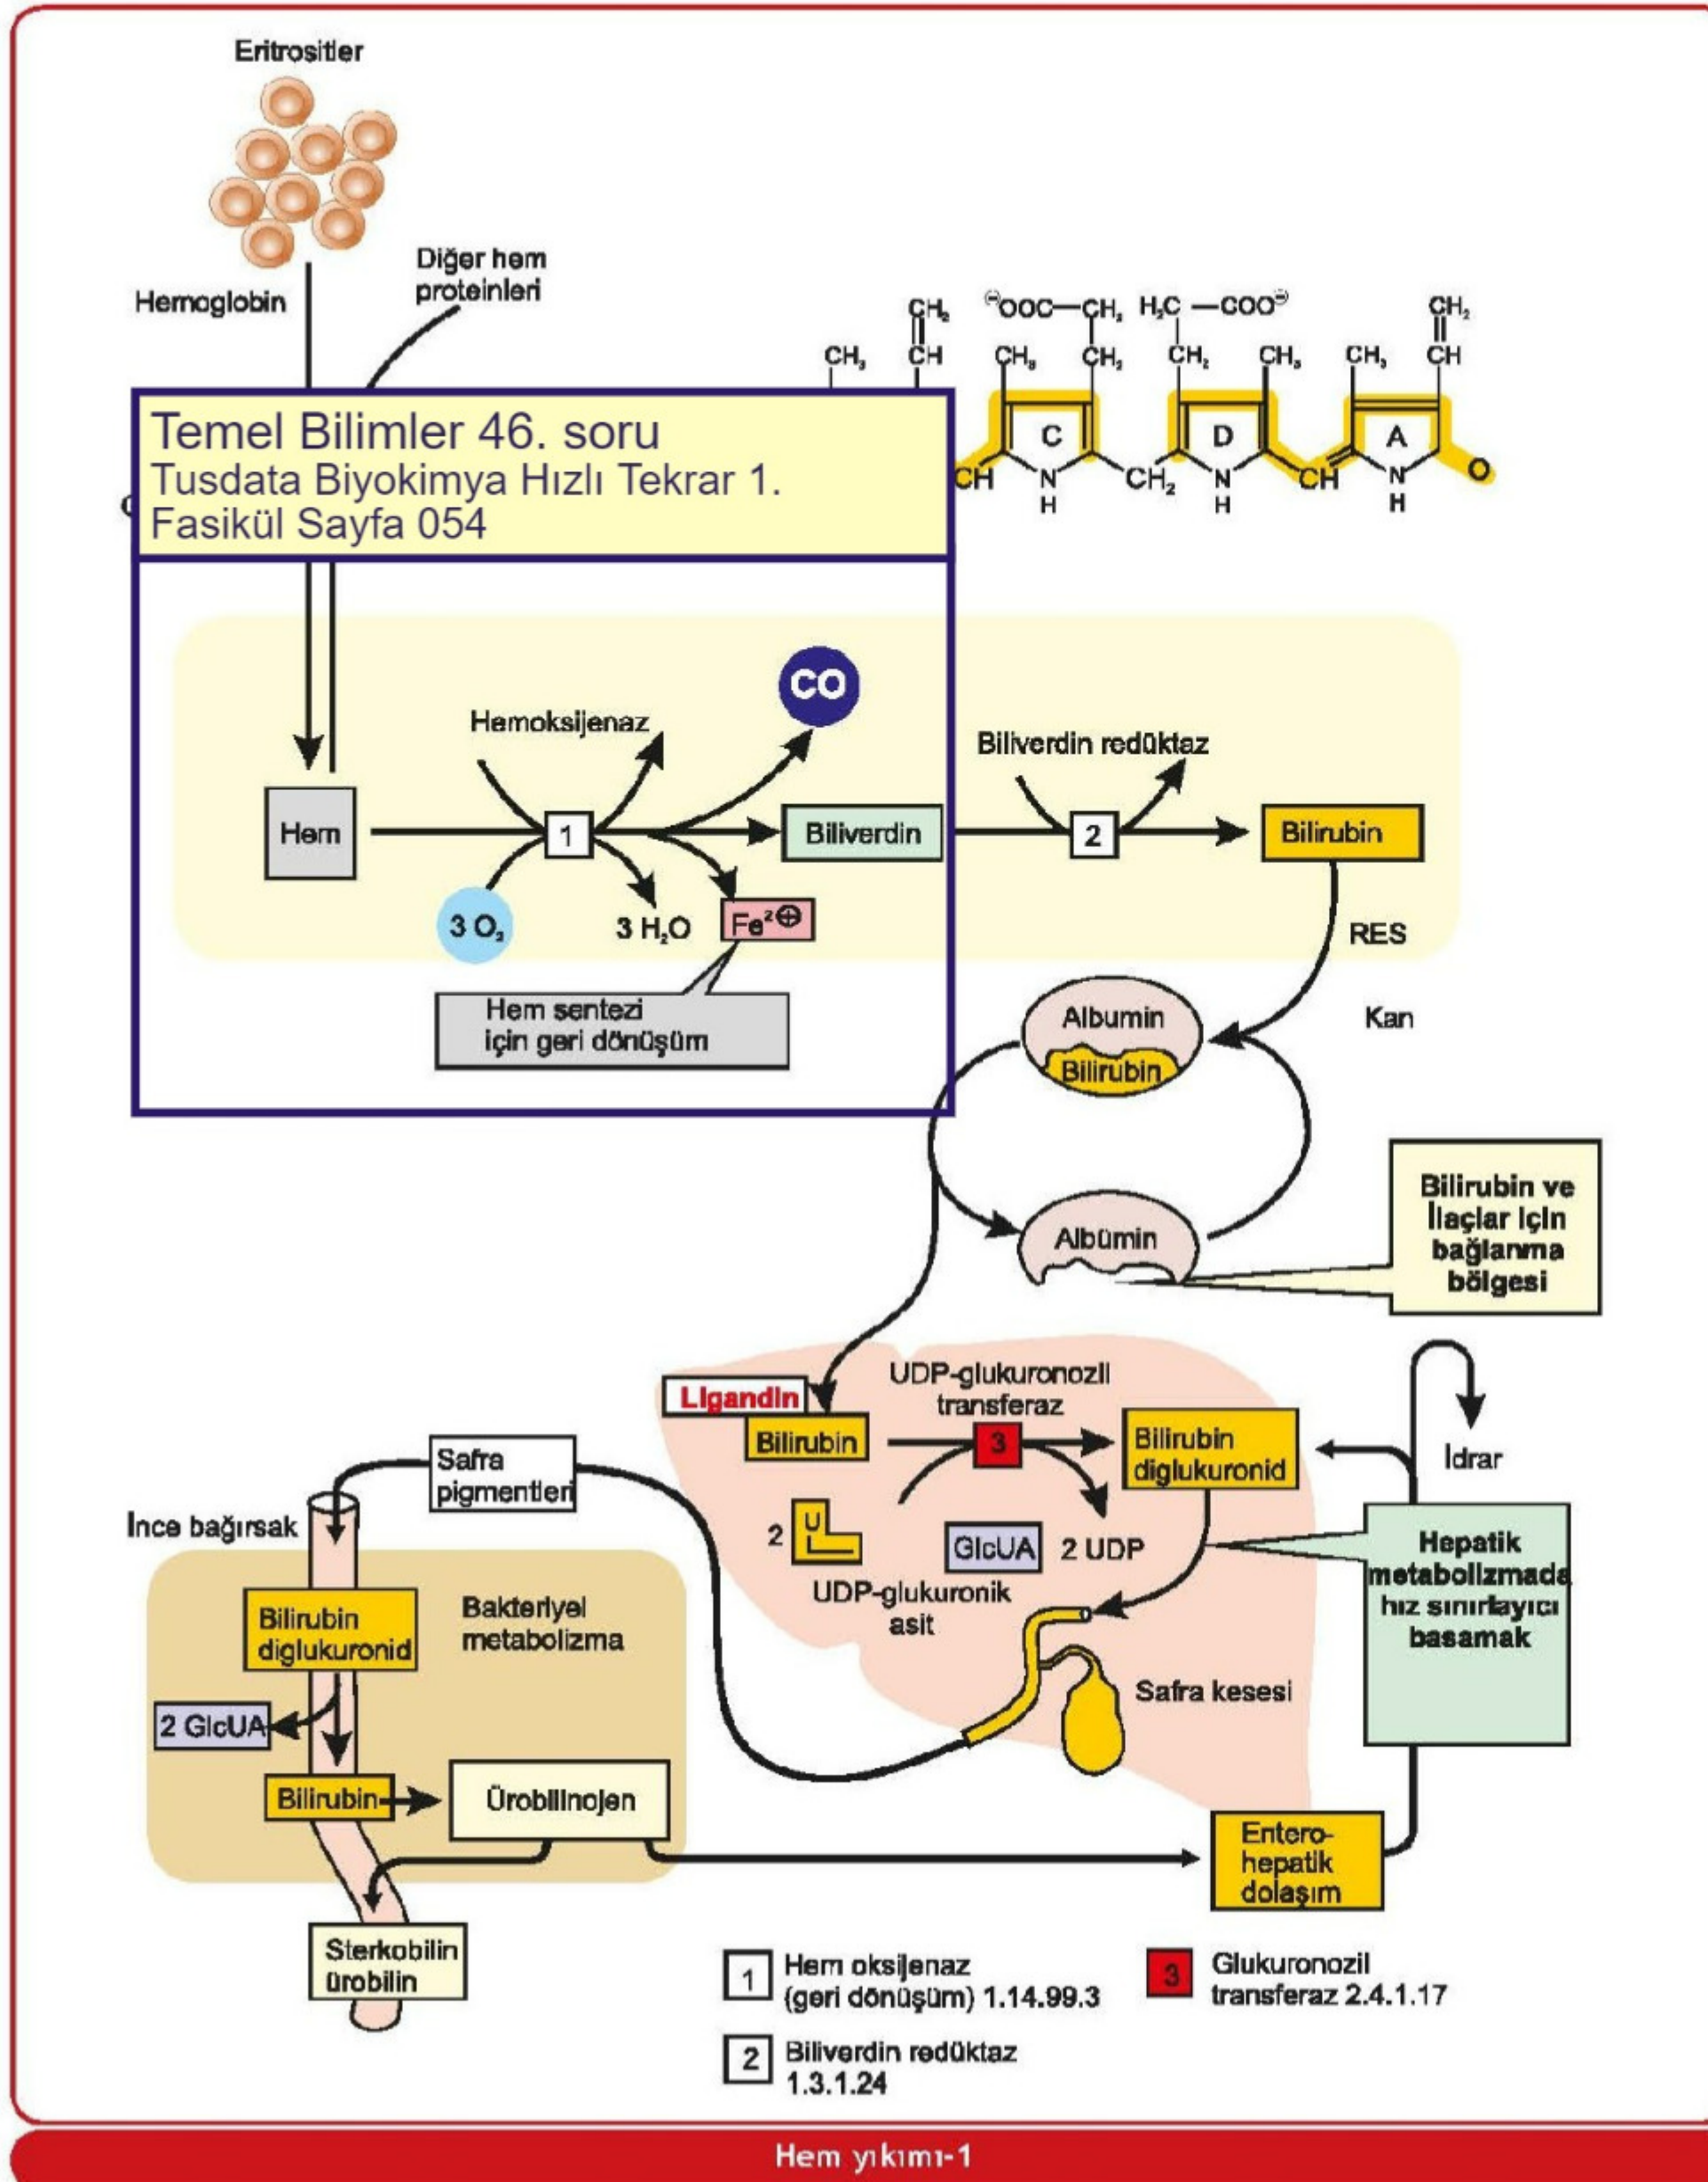 Eritrositler
Hemoglobin
Diğer hem
proteinleri
CH₃
CH₂
CH
⊖OOC—CH₂
CH₃
CH₂
H₂C—COO⊖
CH₂
CH₃
CH₃
CH₂
CH
C
D
A
CH
N
H
CH₂
N
H
CH
N
H
O
Temel Bilimler 46. soru
Tusdata Biyokimya Hızlı Tekrar 1.
Fasikül Sayfa 054
CO
Hemoksijenaz
Biliverdin redüktaz
Hem
1
Biliverdin
2
Bilirubin
3 O₂
3 H₂O
Fe²⊕
RES
Hem sentezi
için geri dönüşüm
Kan
Albumin
Bilirubin
Albümin
Bilirubin ve
İlaçlar için
bağlanma
bölgesi
Ligandin
Bilirubin
UDP-glukuronozil
transferaz
3
Bilirubin
diglukuronid
İdrar
2
U
GlcUA
2 UDP
UDP-glukuronik
asit
Hepatik
metabolizmada
hız sınırlayıcı
basamak
Safra
pigmentleri
İnce bağırsak
Bilirubin
diglukuronid
Bakteriyel
metabolizma
2 GlcUA
Safra kesesi
Bilirubin
Ürobilinojen
Entero-
hepatik
dolaşım
Sterkobilin
ürobilin
1 Hem oksijenaz
(geri dönüşüm) 1.14.99.3
2 Biliverdin redüktaz
1.3.1.24
3 Glukuronozil
transferaz 2.4.1.17
Hem yıkımı-1